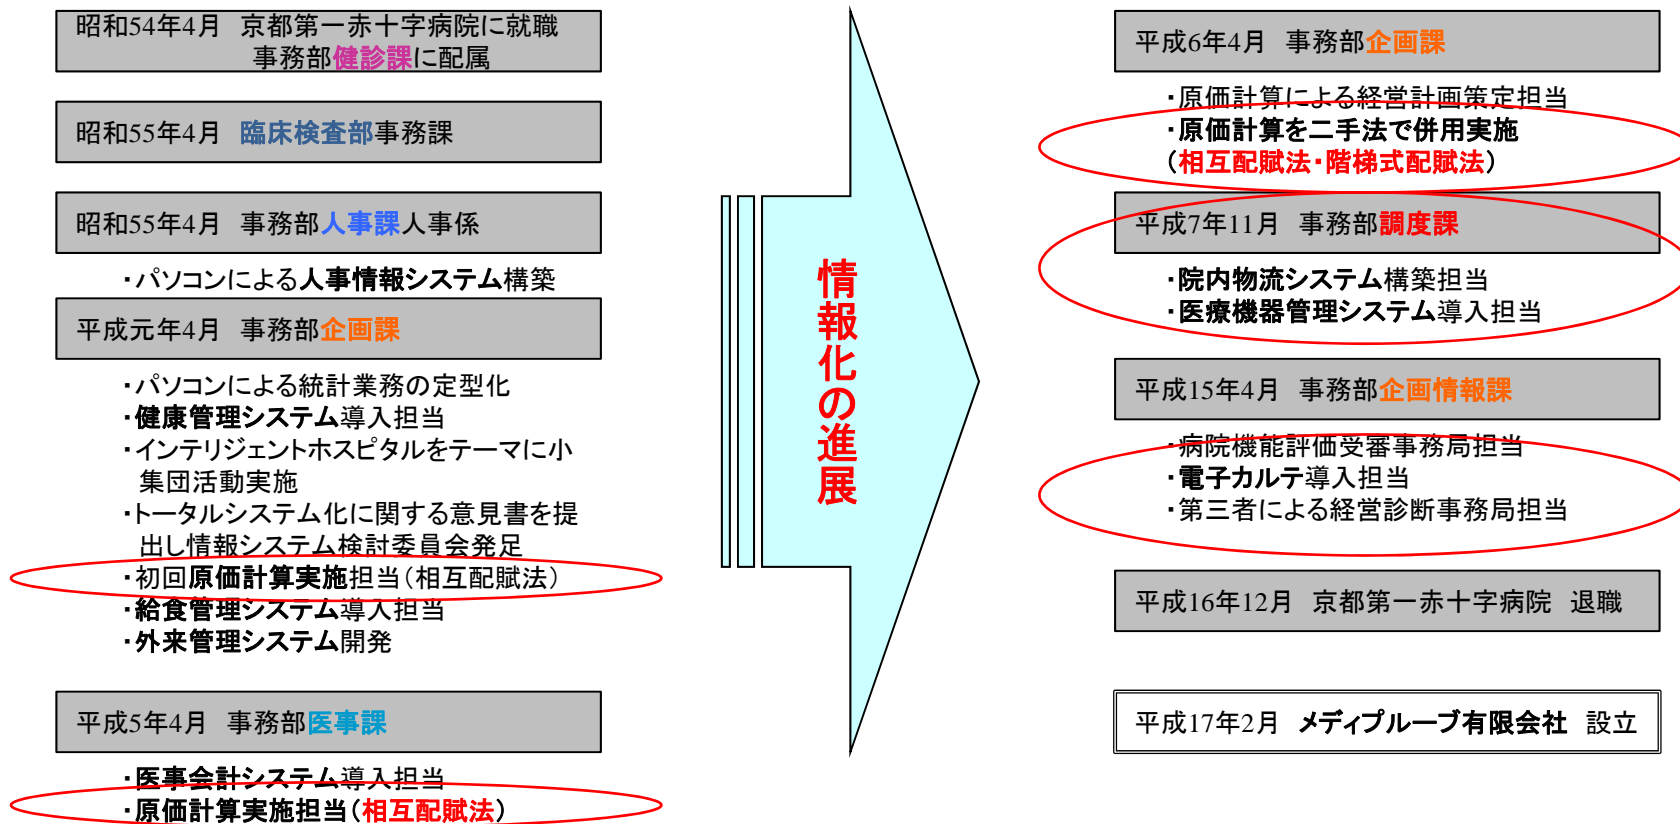 昭和54年4月　京都第一赤十字病院に就職
事務部健診課に配属
昭和55年4月　臨床検査部事務課
昭和55年4月　事務部人事課人事係
・パソコンによる人事情報システム構築
平成元年4月　事務部企画課
・パソコンによる統計業務の定型化
・健康管理システム導入担当
・インテリジェントホスピタルをテーマに小
集団活動実施
・トータルシステム化に関する意見書を提
出し情報システム検討委員会発足
・初回原価計算実施担当（相互配賦法）
・給食管理システム導入担当
・外来管理システム開発
平成5年4月　事務部医事課
・医事会計システム導入担当
・原価計算実施担当（相互配賦法）
情報化の進展
平成6年4月　事務部企画課
・原価計算による経営計画策定担当
・原価計算を二手法で併用実施
（相互配賦法・階梯式配賦法）
平成7年11月　事務部調度課
・院内物流システム構築担当
・医療機器管理システム導入担当
平成15年4月　事務部企画情報課
・病院機能評価受審事務局担当
・電子カルテ導入担当
・第三者による経営診断事務局担当
平成16年12月　京都第一赤十字病院　退職
平成17年2月　メディプルーブ有限会社　設立